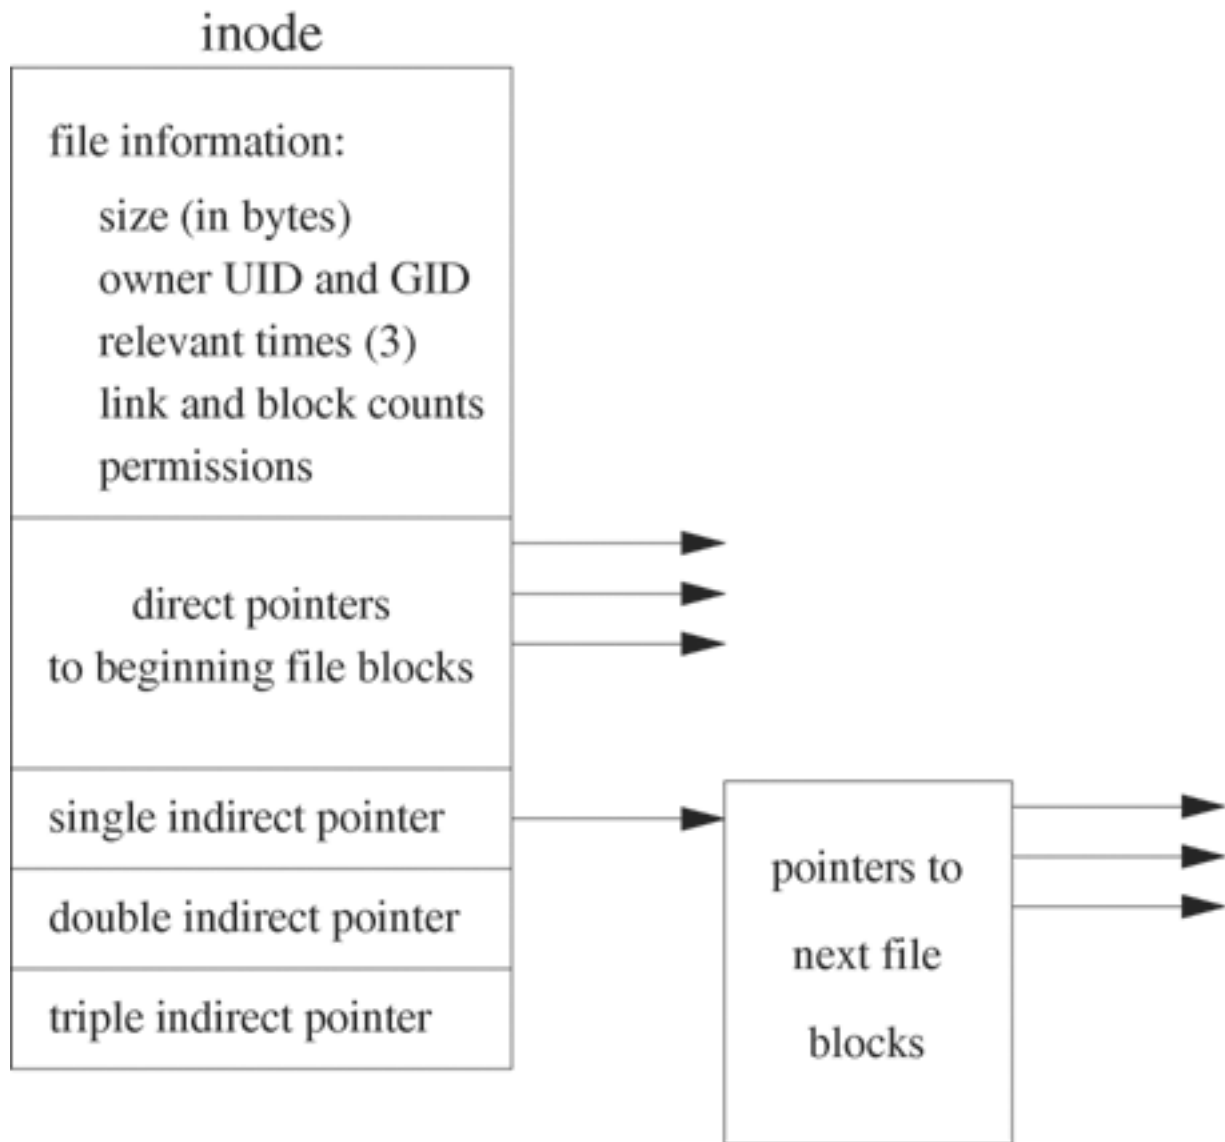 inode
file information:
size (in bytes)
owner UID and GID
relevant times (3)
link and block counts
permissions
direct pointers
to beginning file blocks
single indirect pointer
double indirect pointer
triple indirect pointer
pointers to
next file
blocks